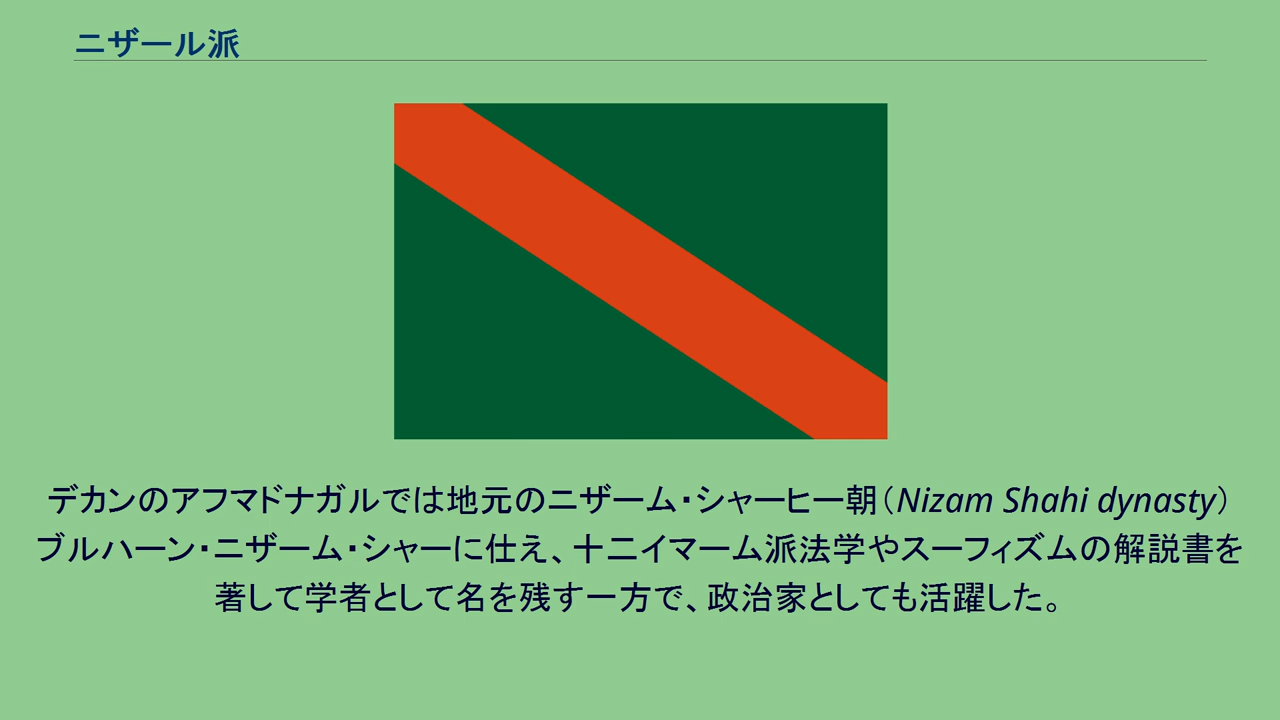 ニザール派
デカンのアフマドナガルでは地元のニザーム・シャーヒー朝（Nizam Shahi dynasty）
ブルハーン・ニザーム・シャーに仕え、十二イマーム派法学やスーフィズムの解説書を
著して学者として名を残す一方で、政治家としても活躍した。